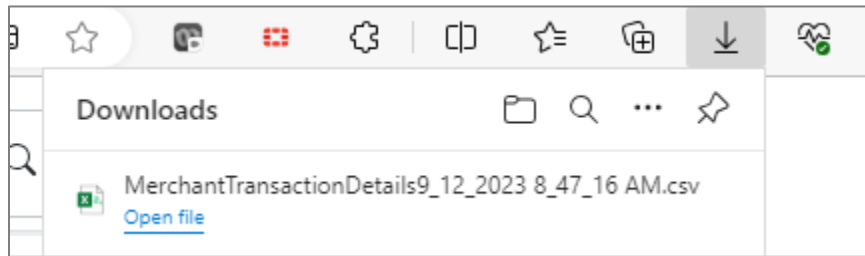 Downloads
MerchantTransactionDetails9_12_2023 8_47_16 AM.csv
Open file